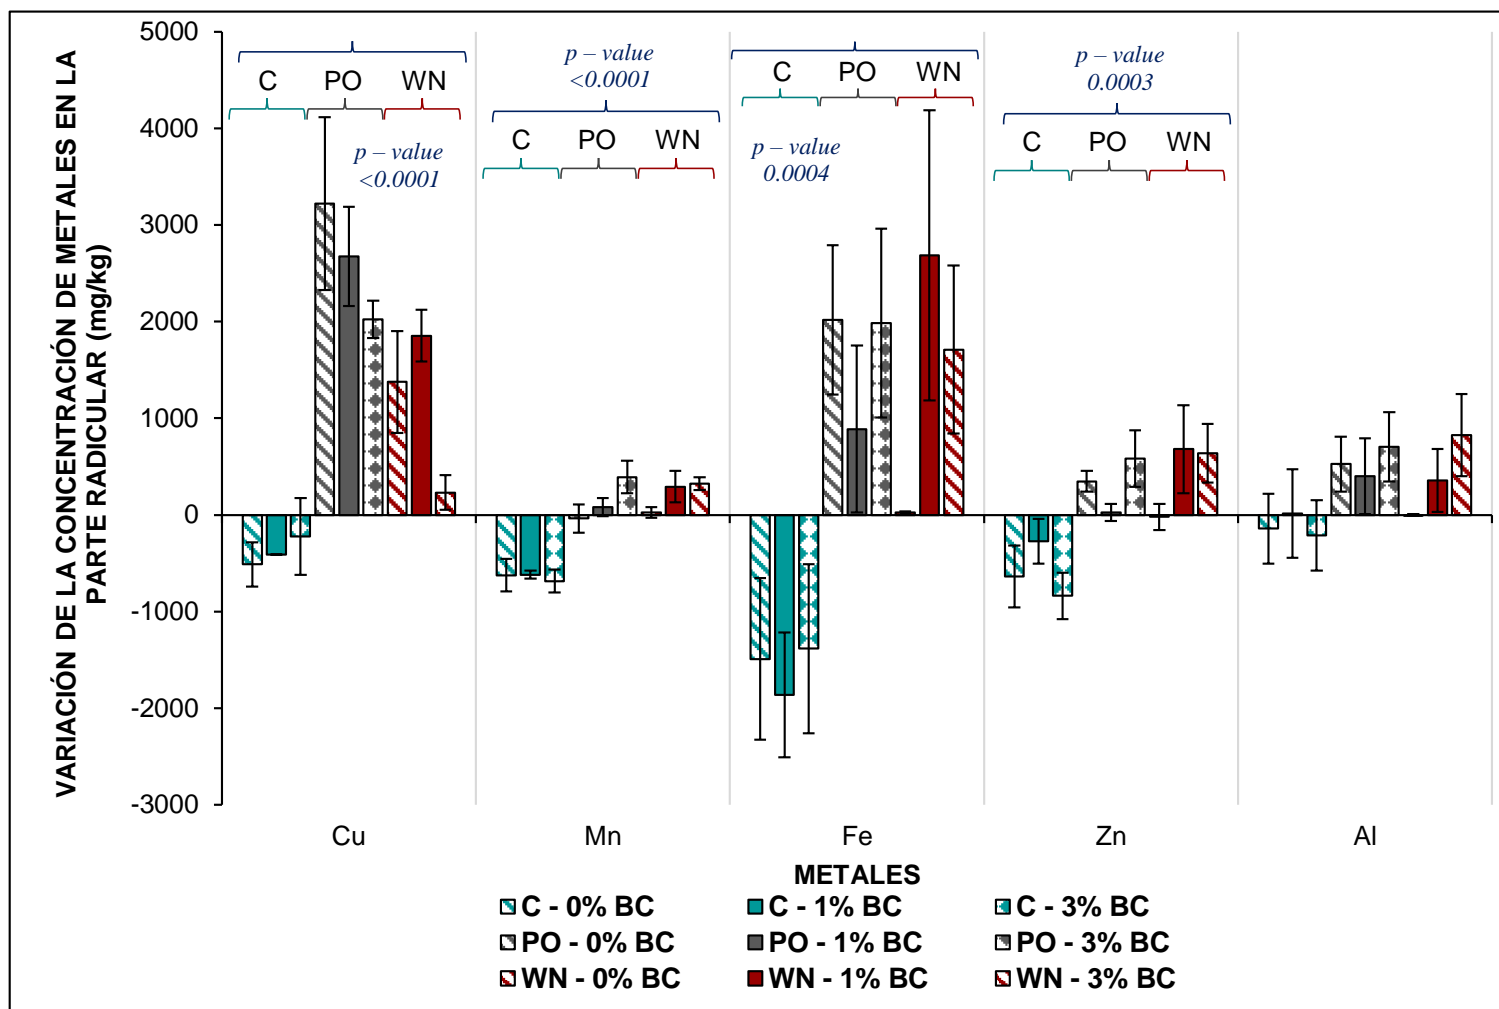 VARIACIÓN DE LA CONCENTRACIÓN DE METALES EN LA
PARTE RADICULAR (mg/kg)
5000
4000
3000
2000
1000
0
-1000
-2000
-3000
C
PO
WN
p – value
<0.0001
p – value
<0.0001
C
PO
WN
C
PO
WN
p – value
0.0004
p – value
0.0003
C
PO
WN
Cu
Mn
Fe
Zn
Al
METALES
C - 0% BC
C - 1% BC
C - 3% BC
PO - 0% BC
PO - 1% BC
PO - 3% BC
WN - 0% BC
WN - 1% BC
WN - 3% BC